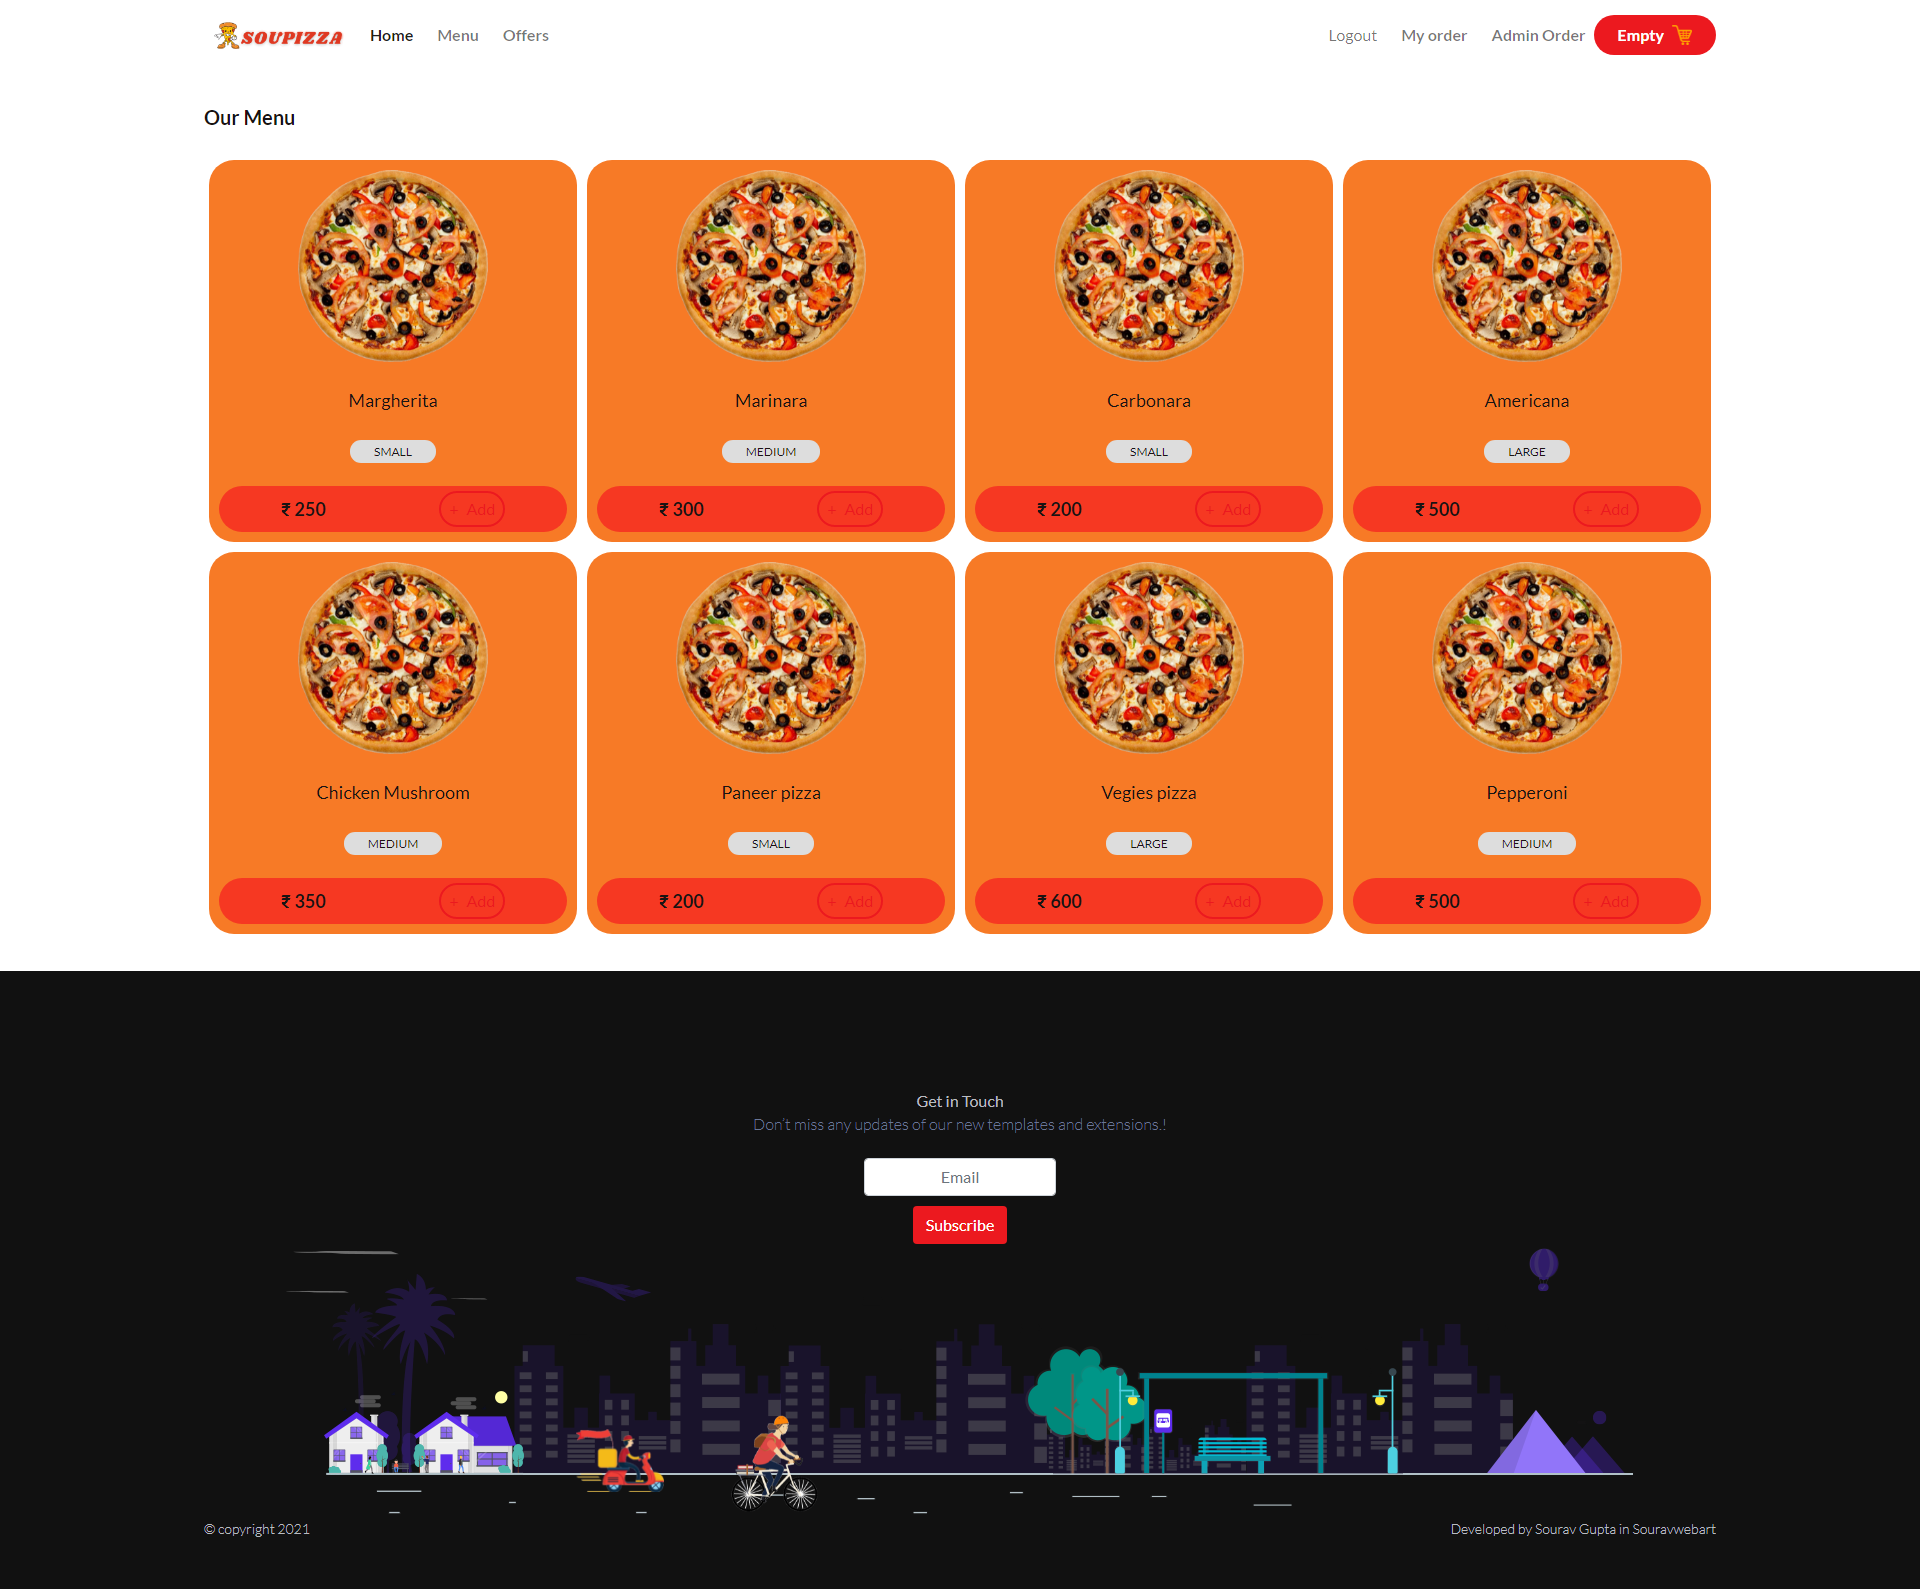 SOUPIZZA Home Menu Offers Logout My order Admin Order Empty
Our Menu
Margherita Marinara Carbonara Americana
SMALL MEDIUM SMALL LARGE
₹ 250 + Add ₹ 300 + Add ₹ 200 + Add ₹ 500 + Add
Chicken Mushroom Paneer pizza Vegies pizza Pepperoni
MEDIUM SMALL LARGE MEDIUM
₹ 350 + Add ₹ 200 + Add ₹ 600 + Add ₹ 500 + Add
Get in Touch
Don't miss any updates of our new templates and extensions.!
Email
Subscribe
© copyright 2021 Developed by Sourav Gupta in Souravwebart